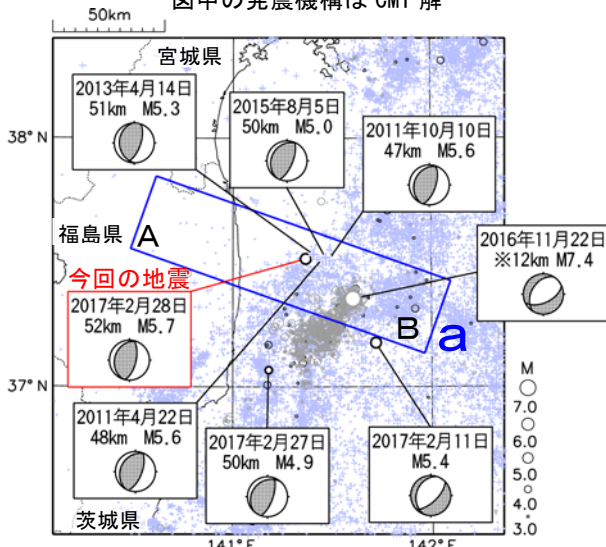 図中の発震機構は CMT 解
50km
宮城県
2013年4月14日
51km M5.3
2015年8月5日
50km M5.0
2011年10月10日
47km M5.6
38°N
福島県
A
今回の地震
2017年2月28日
52km M5.7
2016年11月22日
※12km M7.4
B
a
37°N
2011年4月22日
48km M5.6
2017年2月27日
50km M4.9
2017年2月11日
M5.4
茨城県
M
7.0
6.0
5.0
4.0
3.0
141°E
142°E